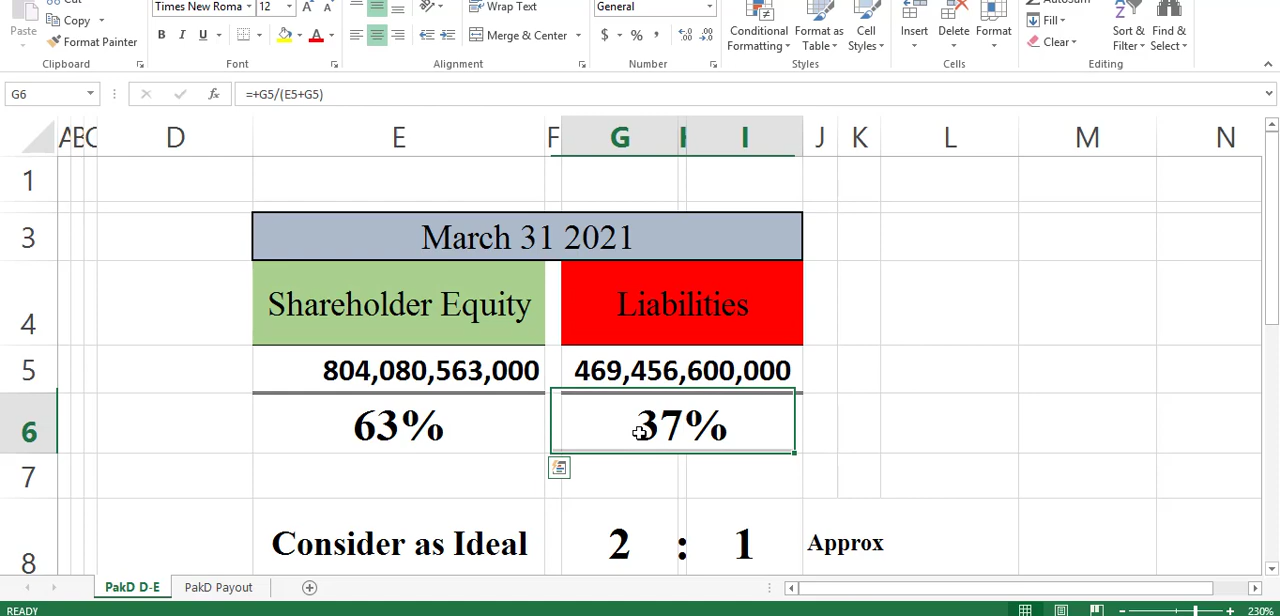 Cut
Copy
Paste
Format Painter
Clipboard
Times New Roma
12
A
A
B I U
A
Font
Wrap Text
Merge & Center
Alignment
General
$ % ,
Number
Conditional
Formatting
Format as
Table
Cell
Styles
Styles
Insert
Delete
Format
Cells
AutoSum
Fill
Clear
Sort &
Filter
Find &
Select
Editing
G6
fx
=+G5/(E5+G5)
A B C D E F G H I J K L M N
1
3 March 31 2021
4 Shareholder Equity Liabilities
5 804,080,563,000 469,456,600,000
6 63% 37%
7
8 Consider as Ideal 2 : 1 Approx
PakD D-E PakD Payout
READY 230%